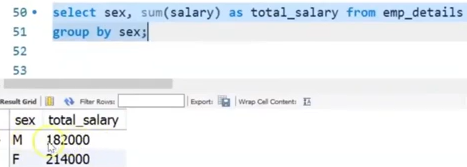 50 select sex, sum(salary) as total_salary from emp_details
51 group by sex;
52
53
Result Grid Filter Rows: Export: Wrap Cell Content:
sex total_salary
M 182000
F 214000